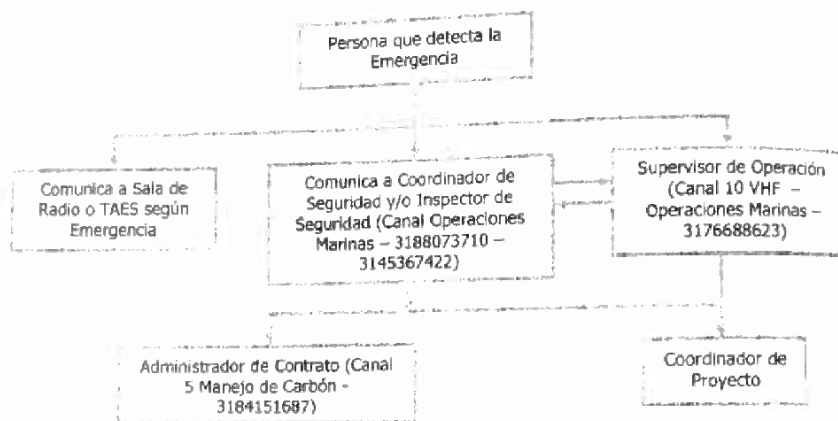 Persona que detecta la
Emergencia
Comunica a Sala de
Radio o TAES según
Emergencia
Comunica a Coordinador de
Seguridad y/o Inspector de
Seguridad (Canal Operaciones
Marinas – 3188073710 –
3145367422)
Supervisor de Operación
(Canal 10 VHF –
Operaciones Marinas –
3176688623)
Administrador de Contrato (Canal
5 Manejo de Carbón -
3184151687)
Coordinador de
Proyecto